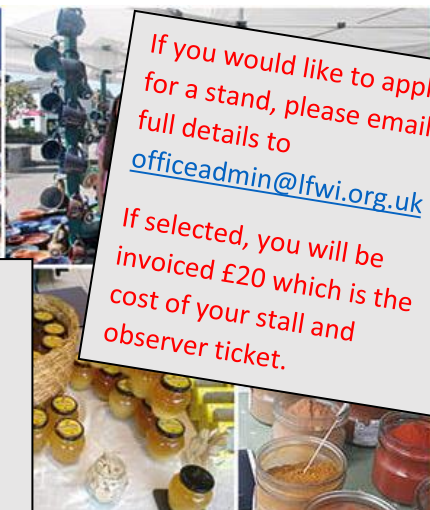 If you would like to appl
for a stand, please email
full details to
officeadmin@lfwi.org.uk
If selected, you will be
invoiced £20 which is the
cost of your stall and
observer ticket.